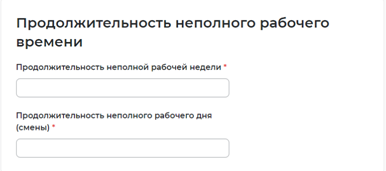 Продолжительность неполного рабочего
времени
Продолжительность неполной рабочей недели *
Продолжительность неполного рабочего дня
(смены) *